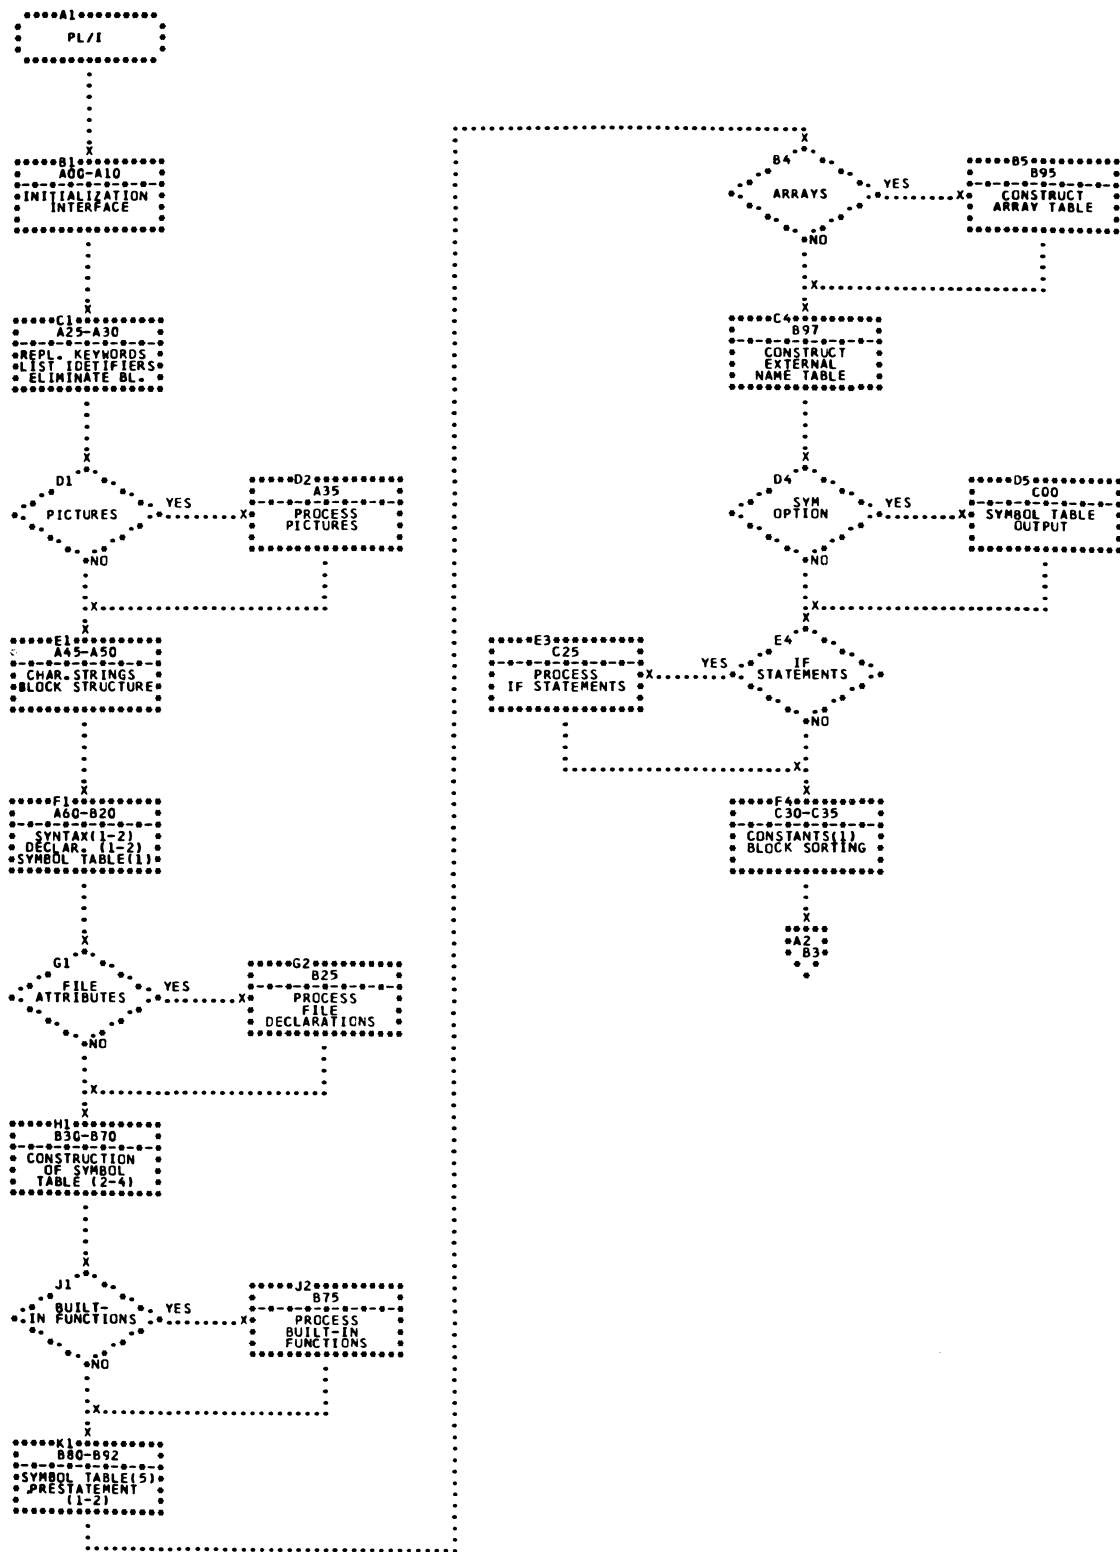 A1
PL/I
B1
A00-A10
INITIALIZATION
INTERFACE
C1
A25-A30
REPL. KEYWORDS
LIST IDETIFIERS
ELIMINATE BL.
D1
PICTURES
YES
NO
D2
A35
PROCESS
PICTURES
E1
A45-A50
CHAR.STRINGS
BLOCK STRUCTURE
F1
A60-B20
SYNTAX(1-2)
DECLAR. (1-2)
SYMBOL TABLE(1)
G1
FILE
ATTRIBUTES
YES
NO
G2
B25
PROCESS
FILE
DECLARATIONS
H1
B30-B70
CONSTRUCTION
OF SYMBOL
TABLE (2-4)
J1
BUILT-
IN FUNCTIONS
YES
NO
J2
B75
PROCESS
BUILT-IN
FUNCTIONS
K1
B80-B92
SYMBOL TABLE(5)
PRESTATEMENT
(1-2)
B4
ARRAYS
YES
NO
B5
B95
CONSTRUCT
ARRAY TABLE
C4
B97
CONSTRUCT
EXTERNAL
NAME TABLE
D4
SYM
OPTION
YES
NO
D5
C00
SYMBOL TABLE
OUTPUT
E4
IF
STATEMENTS
YES
NO
E3
C25
PROCESS
IF STATEMENTS
F4
C30-C35
CONSTANTS(1)
BLOCK SORTING
A2
B3